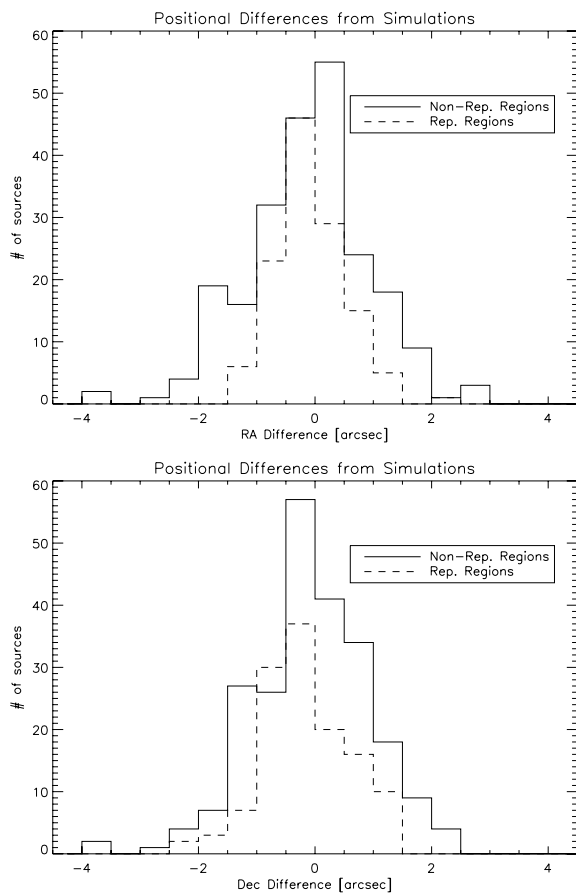 Positional Differences from Simulations
60
50
40
30
20
10
0
# of sources
Non-Rep. Regions
Rep. Regions
-4 -2 0 2 4
RA Difference [arcsec]
Positional Differences from Simulations
60
50
40
30
20
10
0
# of sources
Non-Rep. Regions
Rep. Regions
-4 -2 0 2 4
Dec Difference [arcsec]